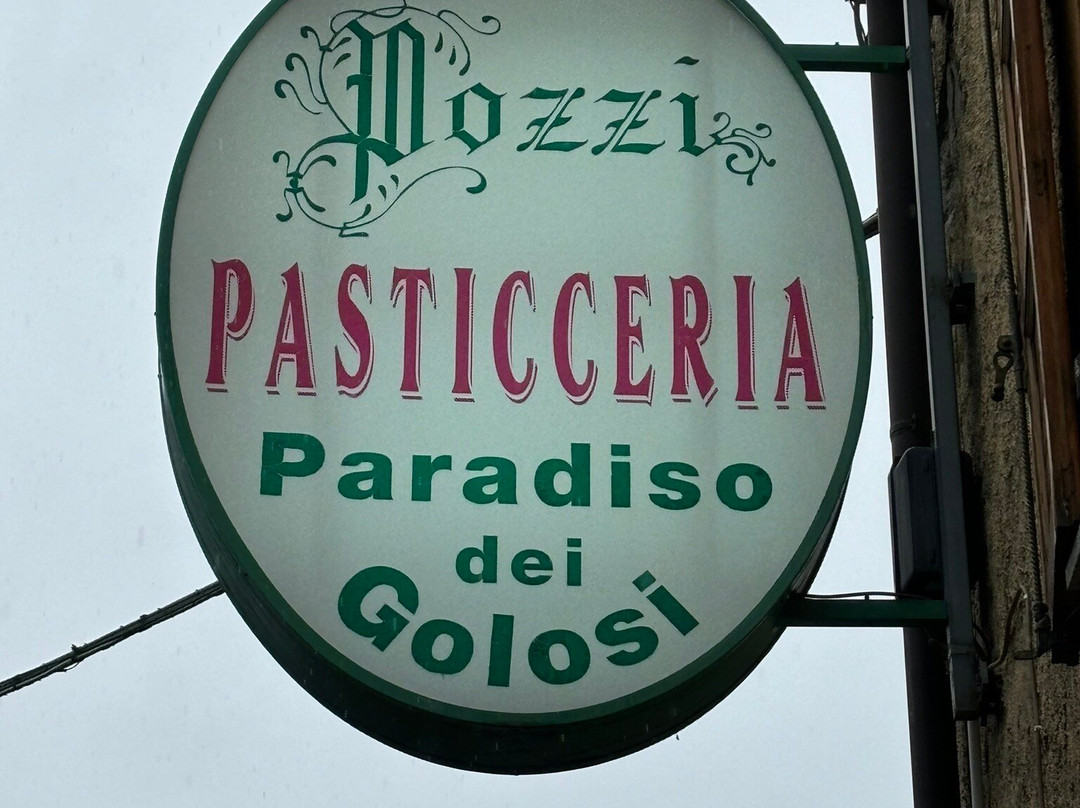 Pozzi
PASTICCERIA
Paradiso
dei
Golosi